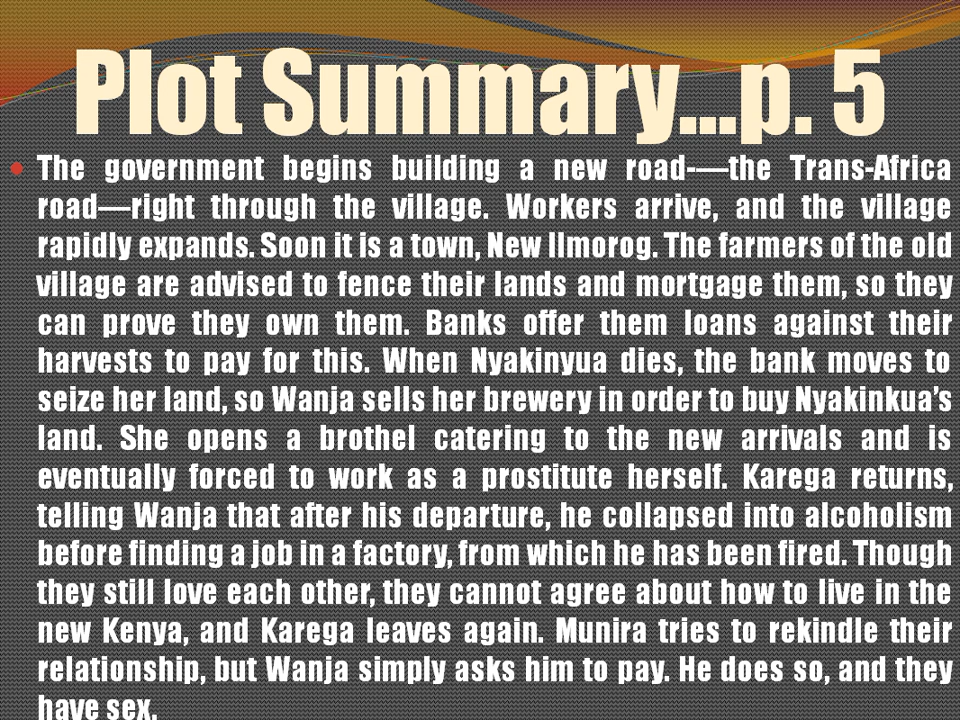 Plot Summary...p. 5
• The government begins building a new road-—the Trans-Africa
road—right through the village. Workers arrive, and the village
rapidly expands. Soon it is a town, New Ilmorog. The farmers of the old
village are advised to fence their lands and mortgage them, so they
can prove they own them. Banks offer them loans against their
harvests to pay for this. When Nyakinyua dies, the bank moves to
seize her land, so Wanja sells her brewery in order to buy Nyakinkua’s
land. She opens a brothel catering to the new arrivals and is
eventually forced to work as a prostitute herself. Karega returns,
telling Wanja that after his departure, he collapsed into alcoholism
before finding a job in a factory, from which he has been fired. Though
they still love each other, they cannot agree about how to live in the
new Kenya, and Karega leaves again. Munira tries to rekindle their
relationship, but Wanja simply asks him to pay. He does so, and they
have sex.